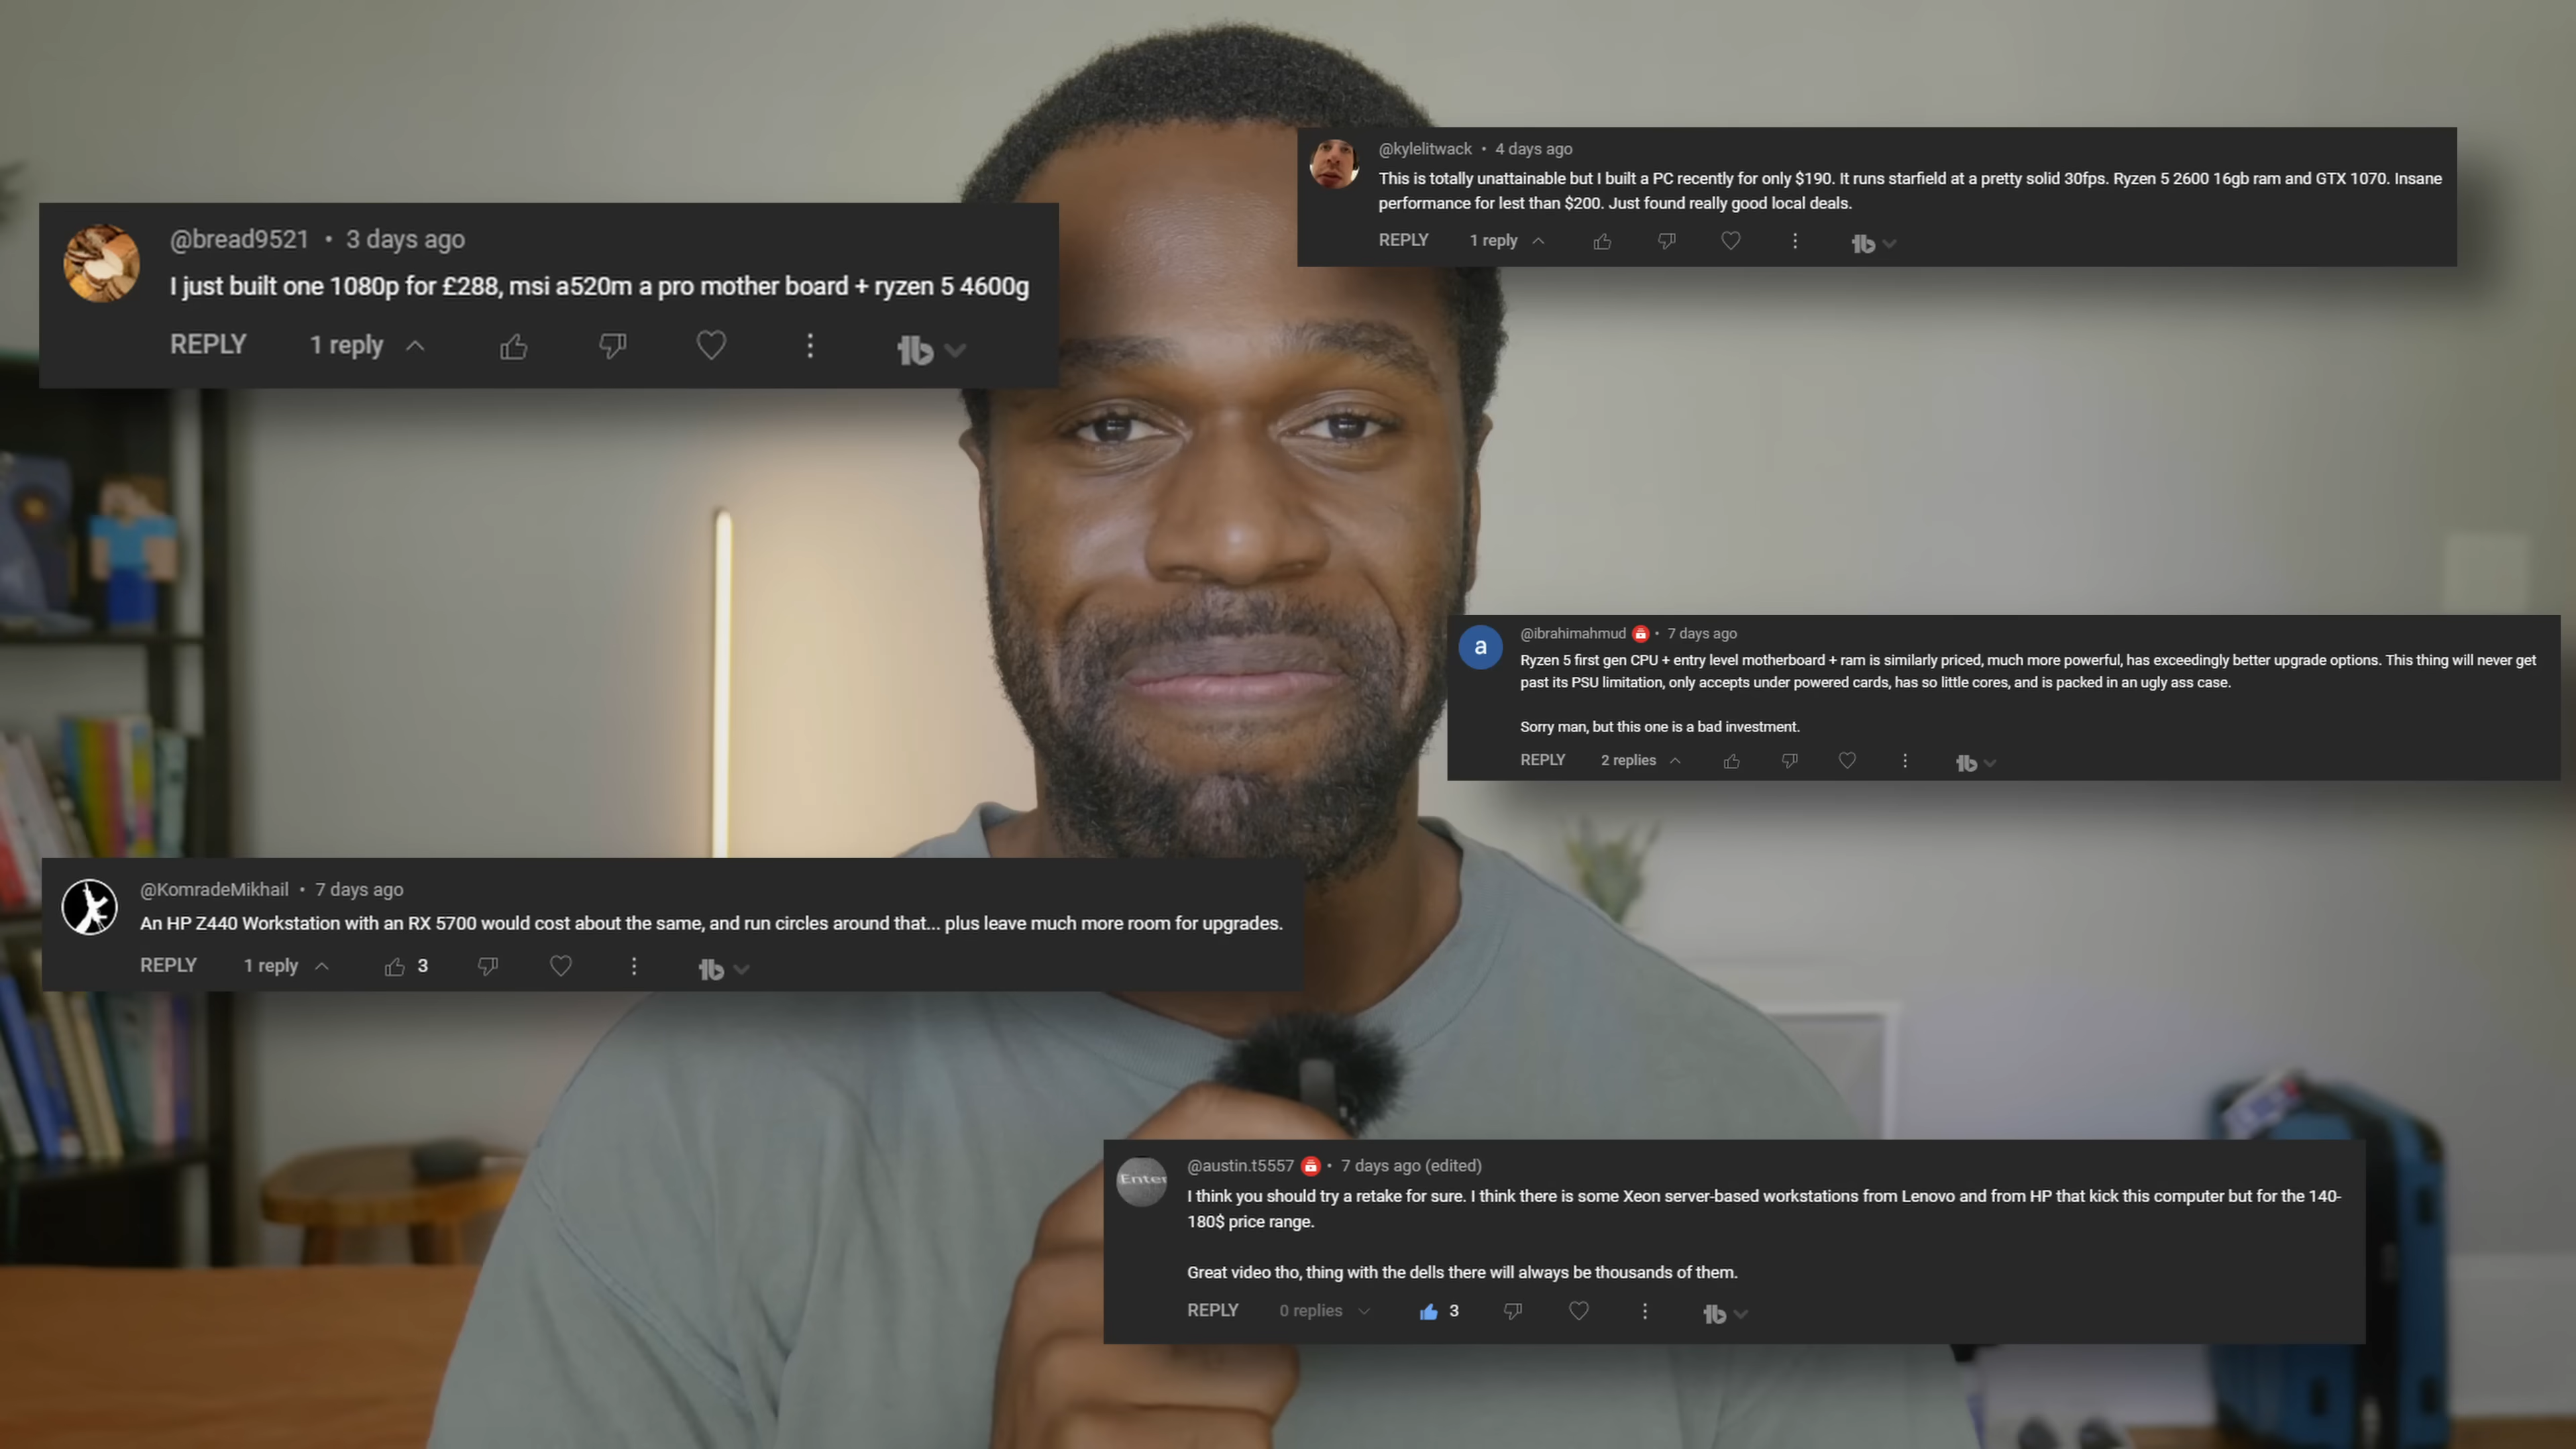 @kylelitwack • 4 days ago
This is totally unattainable but I built a PC recently for only $190. It runs starfield at a pretty solid 30fps. Ryzen 5 2600 16gb ram and GTX 1070. Insane
performance for lest than $200. Just found really good local deals.
REPLY 1 reply
@bread9521 • 3 days ago
I just built one 1080p for £288, msi a520m a pro mother board + ryzen 5 4600g
REPLY 1 reply
@ibrahimahmud • 7 days ago
a
Ryzen 5 first gen CPU + entry level motherboard + ram is similarly priced, much more powerful, has exceedingly better upgrade options. This thing will never get
past its PSU limitation, only accepts under powered cards, has so little cores, and is packed in an ugly ass case.
Sorry man, but this one is a bad investment.
REPLY 2 replies
@KomradeMikhail • 7 days ago
An HP Z440 Workstation with an RX 5700 would cost about the same, and run circles around that... plus leave much more room for upgrades.
REPLY 1 reply 3
@austin.t5557 • 7 days ago (edited)
Enter
I think you should try a retake for sure. I think there is some Xeon server-based workstations from Lenovo and from HP that kick this computer but for the 140-
180$ price range.
Great video tho, thing with the dells there will always be thousands of them.
REPLY 0 replies 3